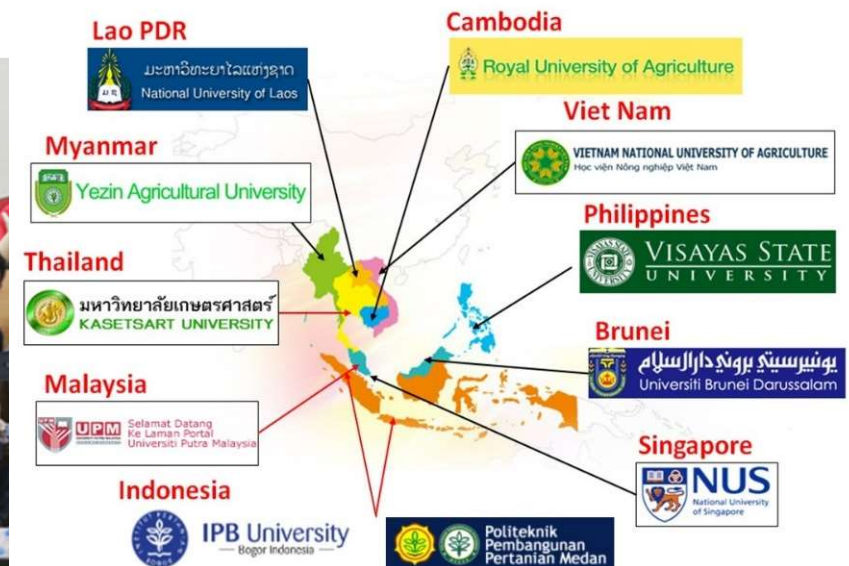 Lao PDR
ມະຫາວິທະຍາໄລແຫ່ງຊາດ
National University of Laos
Cambodia
Royal University of Agriculture
Myanmar
Yezin Agricultural University
Viet Nam
VIETNAM NATIONAL UNIVERSITY OF AGRICULTURE
Học viện Nông nghiệp Việt Nam
Thailand
มหาวิทยาลัยเกษตรศาสตร์
KASETSART UNIVERSITY
Philippines
VISAYAS STATE
UNIVERSITY
Malaysia
UPM
Selamat Datang
Ke Laman Portal
Universiti Putra Malaysia
Brunei
يونيبرسيتي بروني دارالسلام
Universiti Brunei Darussalam
Indonesia
IPB University
Bogor Indonesia
Politeknik
Pembangunan
Pertanian Medan
Singapore
NUS
National University
of Singapore